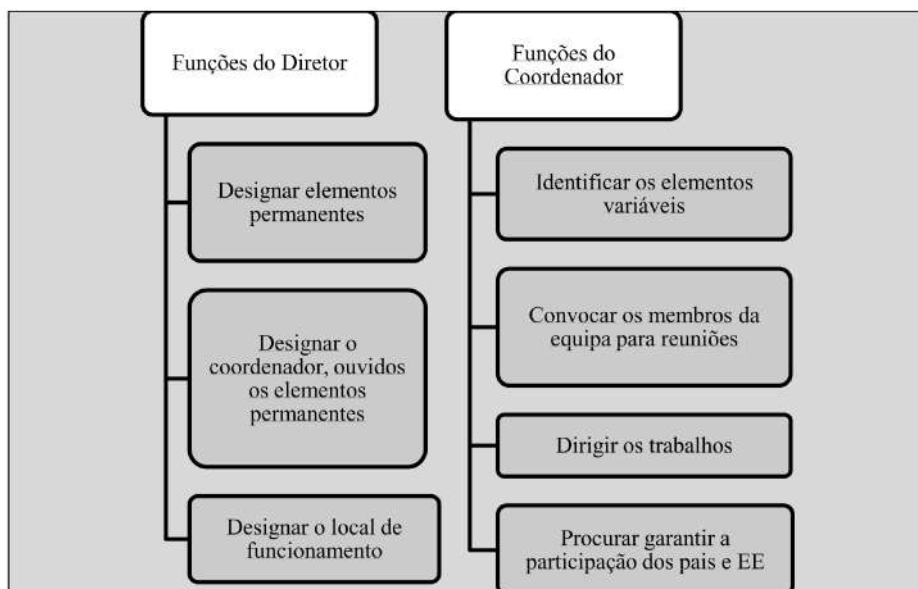 Funções do Diretor
Designar elementos
permanentes
Designar o
coordenador, ouvidos
os elementos
permanentes
Designar o local de
funcionamento
Funções do
Coordenador
Identificar os elementos
variáveis
Convocar os membros da
equipa para reuniões
Dirigir os trabalhos
Procurar garantir a
participação dos pais e EE